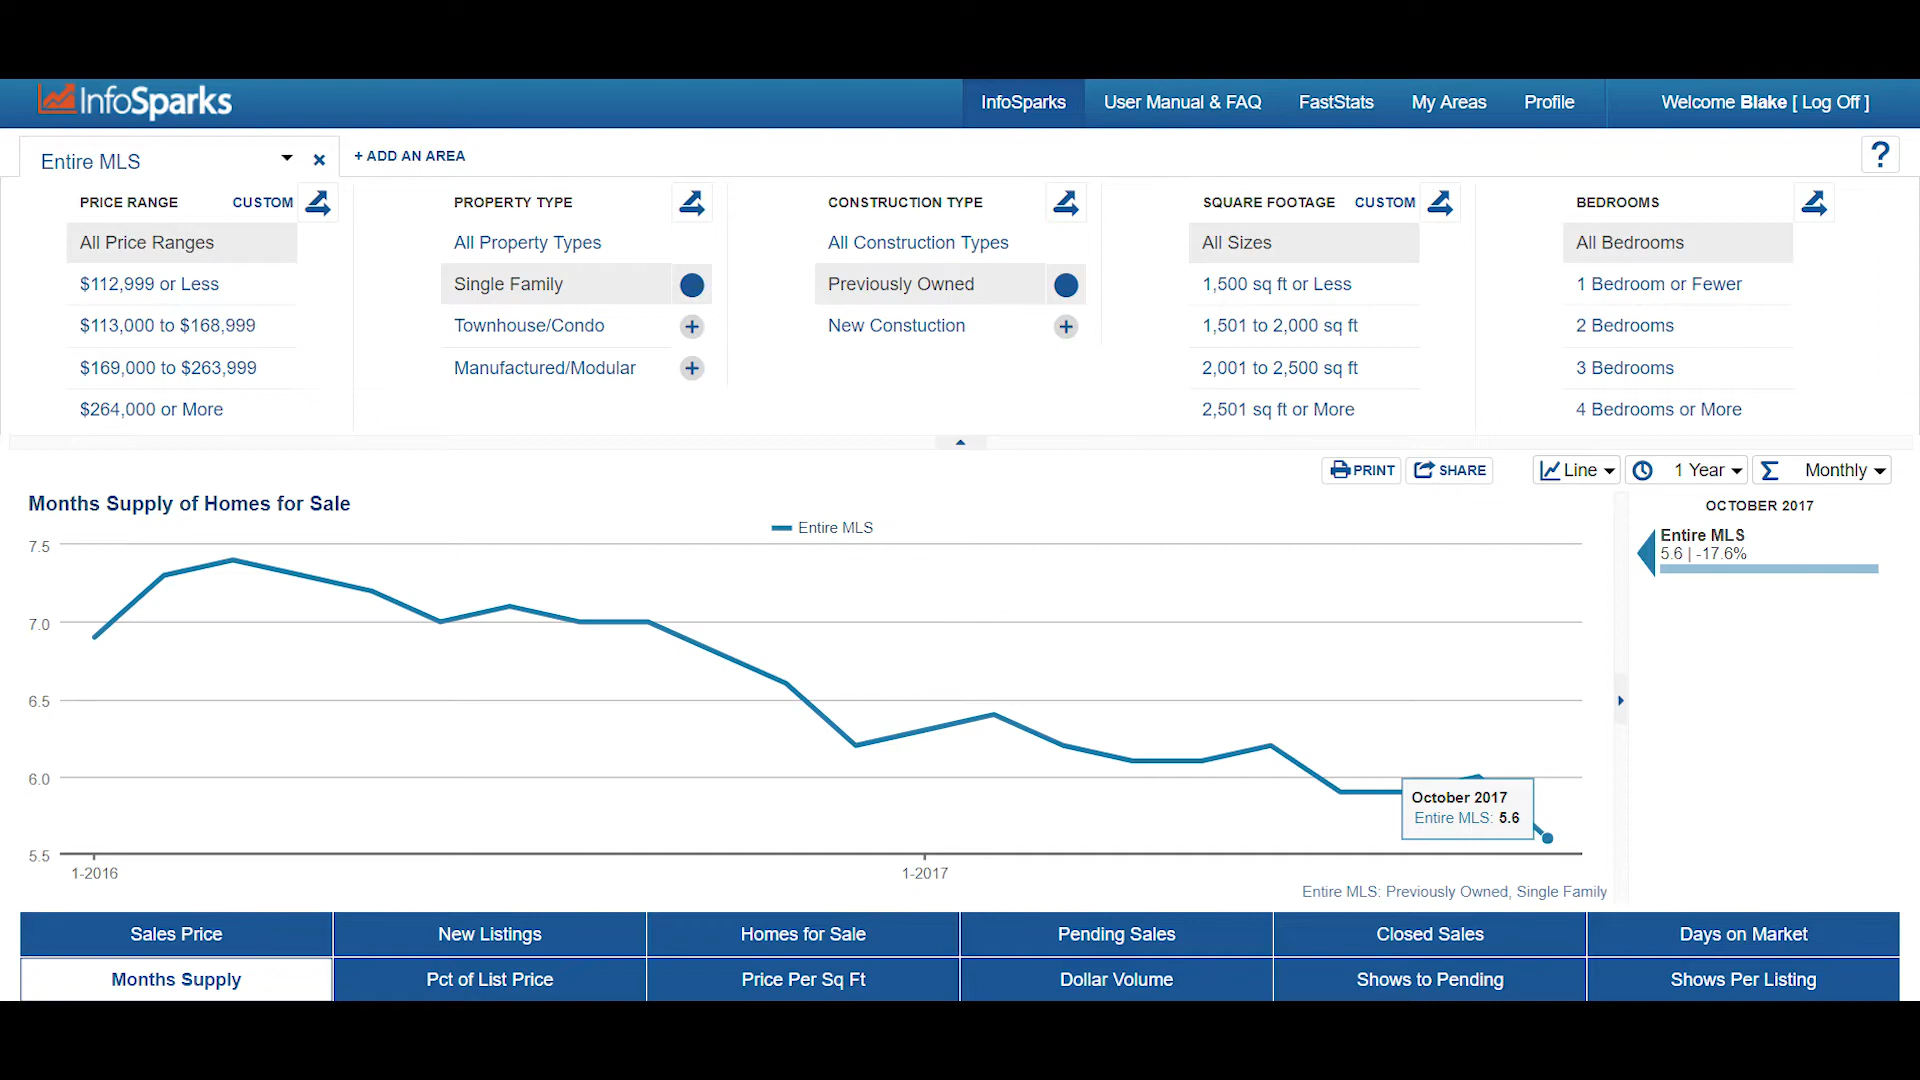 InfoSparks
InfoSparks User Manual & FAQ FastStats My Areas Profile Welcome Blake [ Log Off ]
Entire MLS
+ ADD AN AREA
?
PRICE RANGE CUSTOM
All Price Ranges
$112,999 or Less
$113,000 to $168,999
$169,000 to $263,999
$264,000 or More
PROPERTY TYPE
All Property Types
Single Family
Townhouse/Condo
Manufactured/Modular
CONSTRUCTION TYPE
All Construction Types
Previously Owned
New Constuction
SQUARE FOOTAGE CUSTOM
All Sizes
1,500 sq ft or Less
1,501 to 2,000 sq ft
2,001 to 2,500 sq ft
2,501 sq ft or More
BEDROOMS
All Bedrooms
1 Bedroom or Fewer
2 Bedrooms
3 Bedrooms
4 Bedrooms or More
PRINT SHARE Line 1 Year Σ Monthly
Months Supply of Homes for Sale
Entire MLS
7.5
7.0
6.5
6.0
5.5
1-2016 1-2017
October 2017
Entire MLS: 5.6
Entire MLS: Previously Owned, Single Family
OCTOBER 2017
Entire MLS
5.6 | -17.6%
Sales Price New Listings Homes for Sale Pending Sales Closed Sales Days on Market
Months Supply Pct of List Price Price Per Sq Ft Dollar Volume Shows to Pending Shows Per Listing